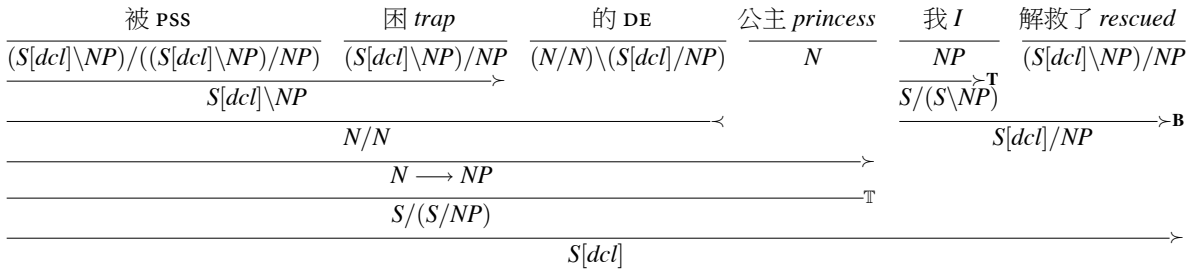 被 PSS 困 trap 的 DE 公主 princess 我 I 解救了 rescued
(S[dcl]\NP)/((S[dcl]\NP)/NP) (S[dcl]\NP)/NP (N/N)\(S[dcl]/NP) N NP (S[dcl]\NP)/NP
≻ ≻T
S[dcl]\NP S/(S\NP)
≺ ≻B
N/N S[dcl]/NP
≻
N ⟶ NP
𝕋
S/(S/NP)
≻
S[dcl]